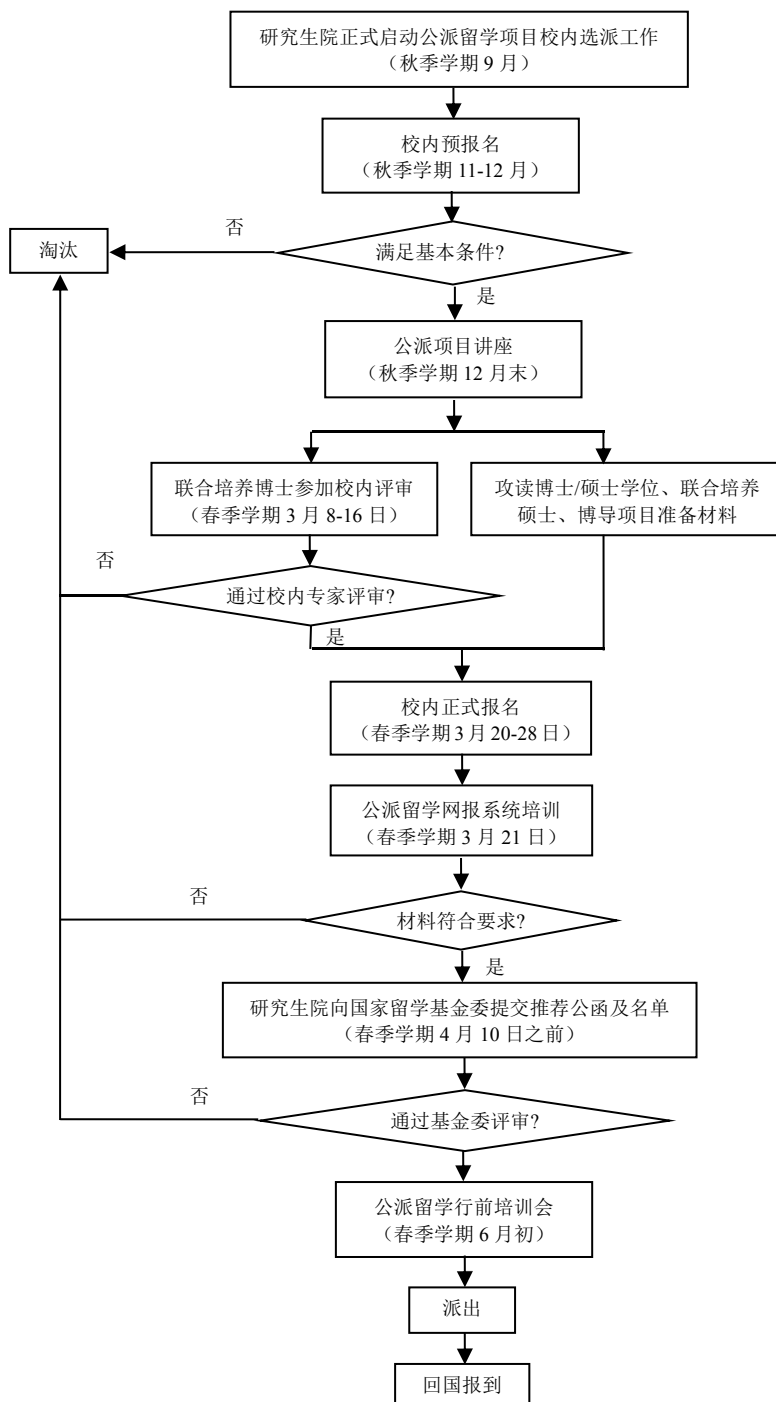 研究生院正式启动公派留学项目校内选派工作
（秋季学期 9 月）
校内预报名
（秋季学期 11-12 月）
否
淘汰
满足基本条件?
是
公派项目讲座
（秋季学期 12 月末）
联合培养博士参加校内评审
（春季学期 3 月 8-16 日）
攻读博士/硕士学位、联合培养
硕士、博导项目准备材料
否
通过校内专家评审?
是
校内正式报名
（春季学期 3 月 20-28 日）
公派留学网报系统培训
（春季学期 3 月 21 日）
否
材料符合要求?
是
研究生院向国家留学基金委提交推荐公函及名单
（春季学期 4 月 10 日之前）
否
通过基金委评审?
公派留学行前培训会
（春季学期 6 月初）
派出
回国报到